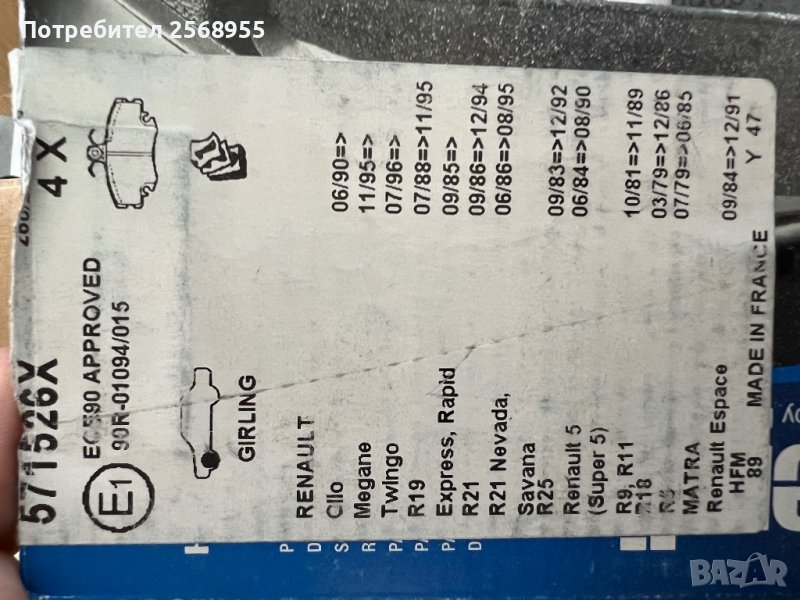 Потребител 2568955
571526X
4 X
E1
ECE90 APPROVED
90R-01094/015
GIRLING
RENAULT
Clio 06/90=>
Megane 11/95=>
Twingo 07/96=>
R19 07/88=>11/95
Express, Rapid 09/85=>
R21 09/86=>12/94
R21 Nevada, 06/86=>08/95
Savana
R25 09/83=>12/92
Renault 5 06/84=>08/90
(Super 5)
R9, R11 10/81=>11/89
R18 03/79=>12/86
07/79=>06/85
MATRA
Renault Espace 09/84=>12/91
HFM
89 MADE IN FRANCE Y 47
BAZAR